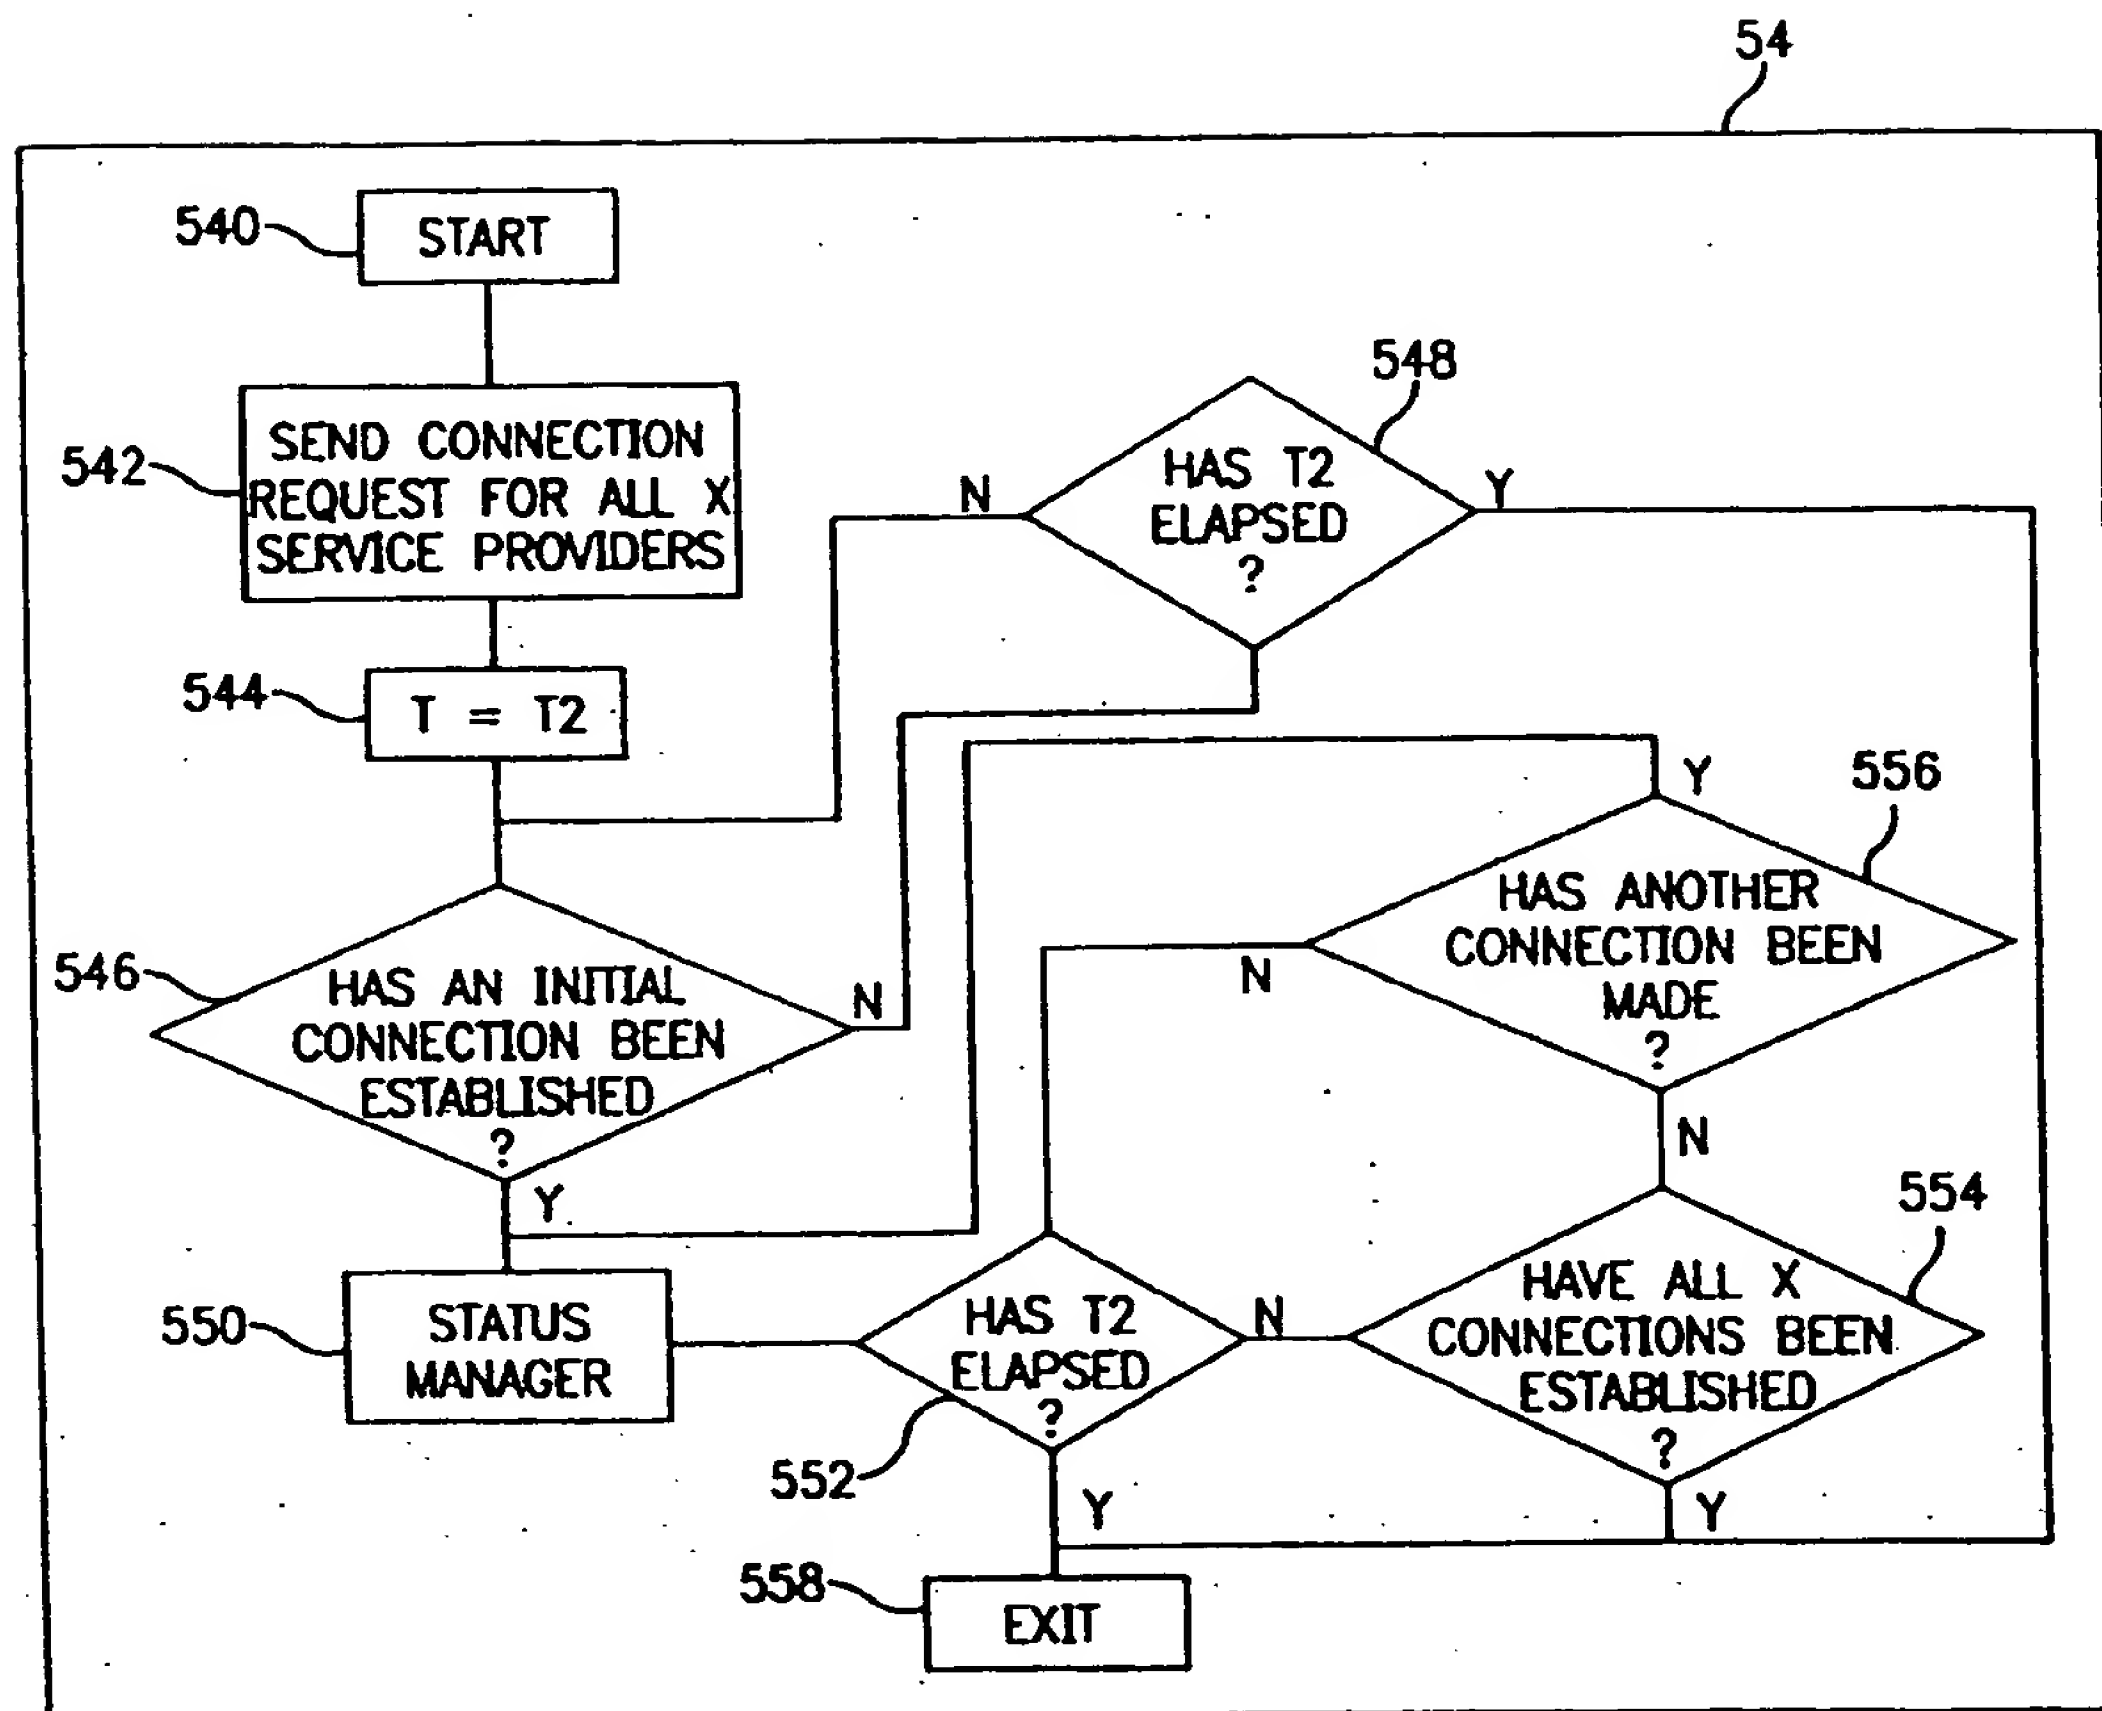 54
540
START
542
SEND CONNECTION
REQUEST FOR ALL X
SERVICE PROVIDERS
544
T = T2
548
HAS T2
ELAPSED
?
N
Y
546
HAS AN INITIAL
CONNECTION BEEN
ESTABLISHED
?
N
Y
556
HAS ANOTHER
CONNECTION BEEN
MADE
?
Y
N
N
550
STATUS
MANAGER
552
HAS T2
ELAPSED
?
N
Y
554
HAVE ALL X
CONNECTIONS BEEN
ESTABLISHED
?
Y
558
EXIT